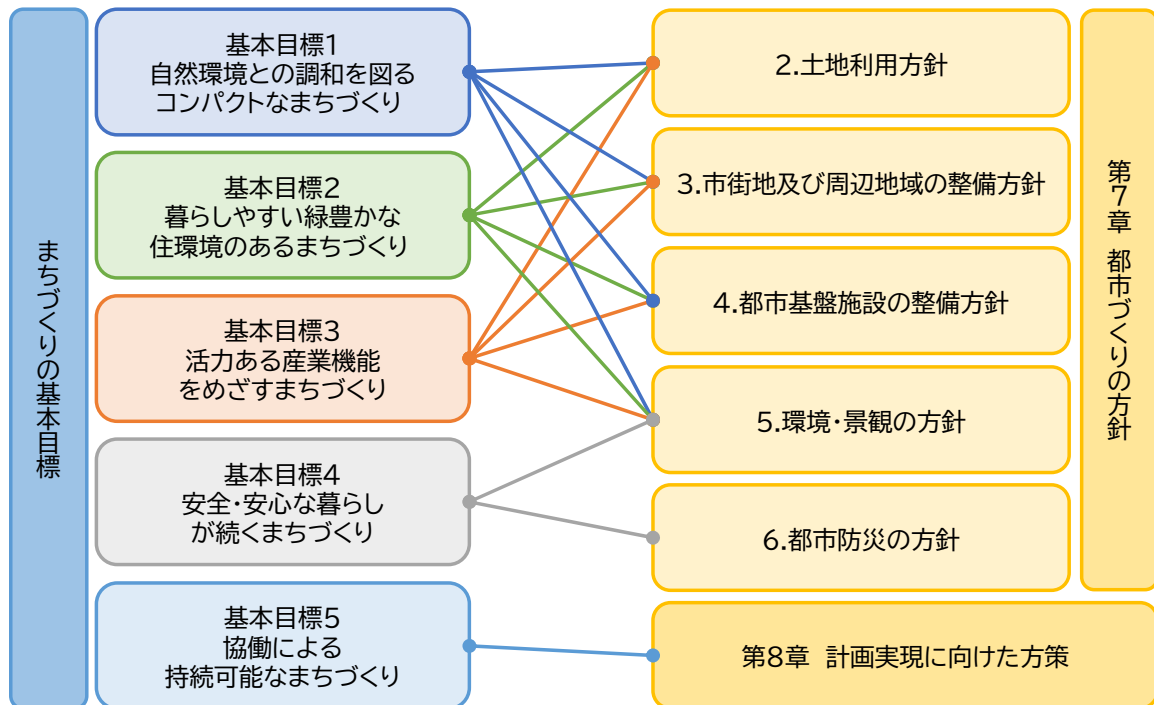 まちづくりの基本目標
基本目標1
自然環境との調和を図る
コンパクトなまちづくり
基本目標2
暮らしやすい緑豊かな
住環境のあるまちづくり
基本目標3
活力ある産業機能
をめざすまちづくり
基本目標4
安全・安心な暮らし
が続くまちづくり
基本目標5
協働による
持続可能なまちづくり
2.土地利用方針
3.市街地及び周辺地域の整備方針
4.都市基盤施設の整備方針
5.環境・景観の方針
6.都市防災の方針
第7章 都市づくりの方針
第8章 計画実現に向けた方策